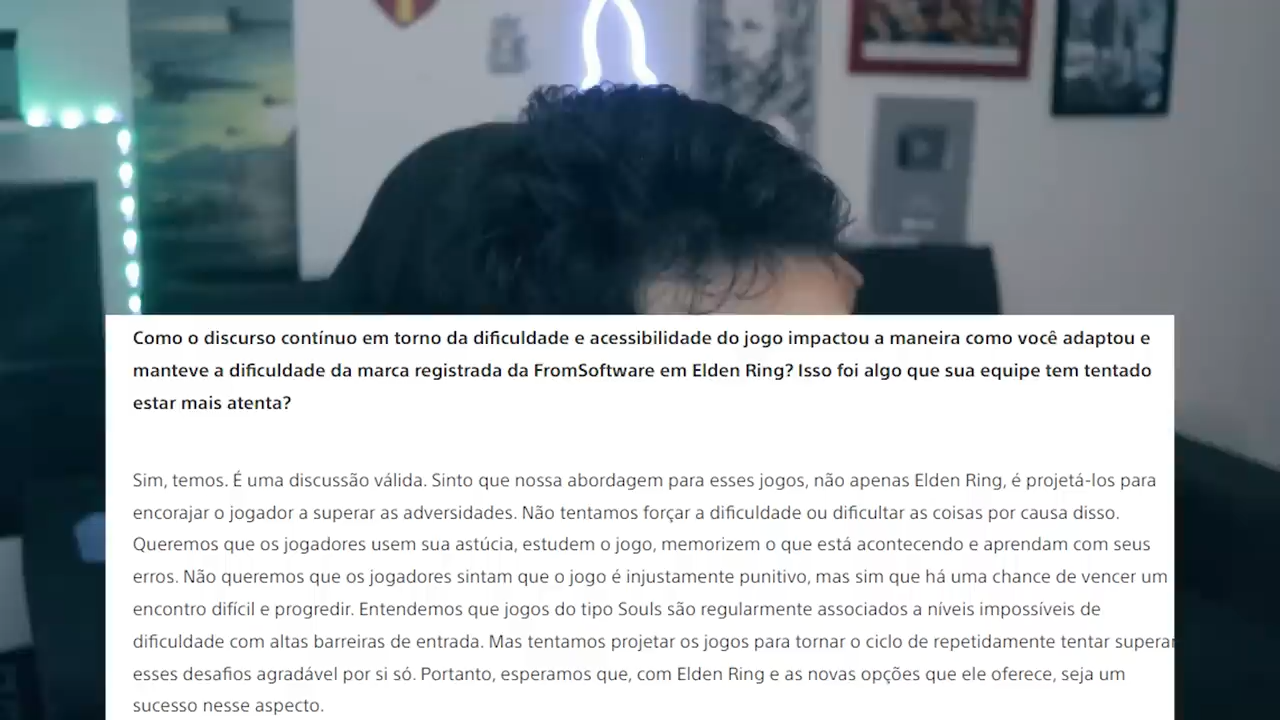 Como o discurso contínuo em torno da dificuldade e acessibilidade do jogo impactou a maneira como você adaptou e
manteve a dificuldade da marca registrada da FromSoftware em Elden Ring? Isso foi algo que sua equipe tem tentado
estar mais atenta?
Sim, temos. É uma discussão válida. Sinto que nossa abordagem para esses jogos, não apenas Elden Ring, é projetá-los para
encorajar o jogador a superar as adversidades. Não tentamos forçar a dificuldade ou dificultar as coisas por causa disso.
Queremos que os jogadores usem sua astúcia, estudem o jogo, memorizem o que está acontecendo e aprendam com seus
erros. Não queremos que os jogadores sintam que o jogo é injustamente punitivo, mas sim que há uma chance de vencer um
encontro difícil e progredir. Entendemos que jogos do tipo Souls são regularmente associados a níveis impossíveis de
dificuldade com altas barreiras de entrada. Mas tentamos projetar os jogos para tornar o ciclo de repetidamente tentar superar
esses desafios agradável por si só. Portanto, esperamos que, com Elden Ring e as novas opções que ele oferece, seja um
sucesso nesse aspecto.